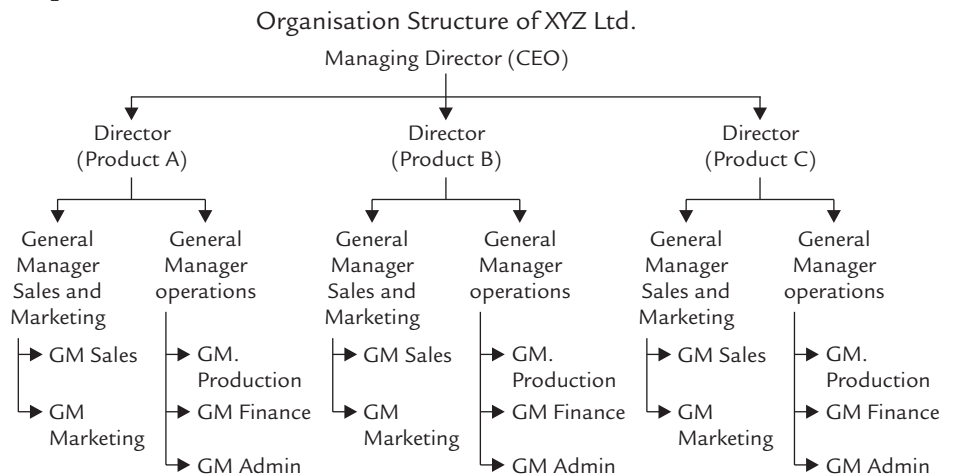 Organisation Structure of XYZ Ltd.
Managing Director (CEO)
Director
(Product A)
Director
(Product B)
Director
(Product C)
General
Manager
Sales and
Marketing
General
Manager
operations
General
Manager
Sales and
Marketing
General
Manager
operations
General
Manager
Sales and
Marketing
General
Manager
operations
GM Sales
GM
Marketing
GM.
Production
GM Finance
GM Admin
GM Sales
GM
Marketing
GM.
Production
GM Finance
GM Admin
GM Sales
GM
Marketing
GM.
Production
GM Finance
GM Admin